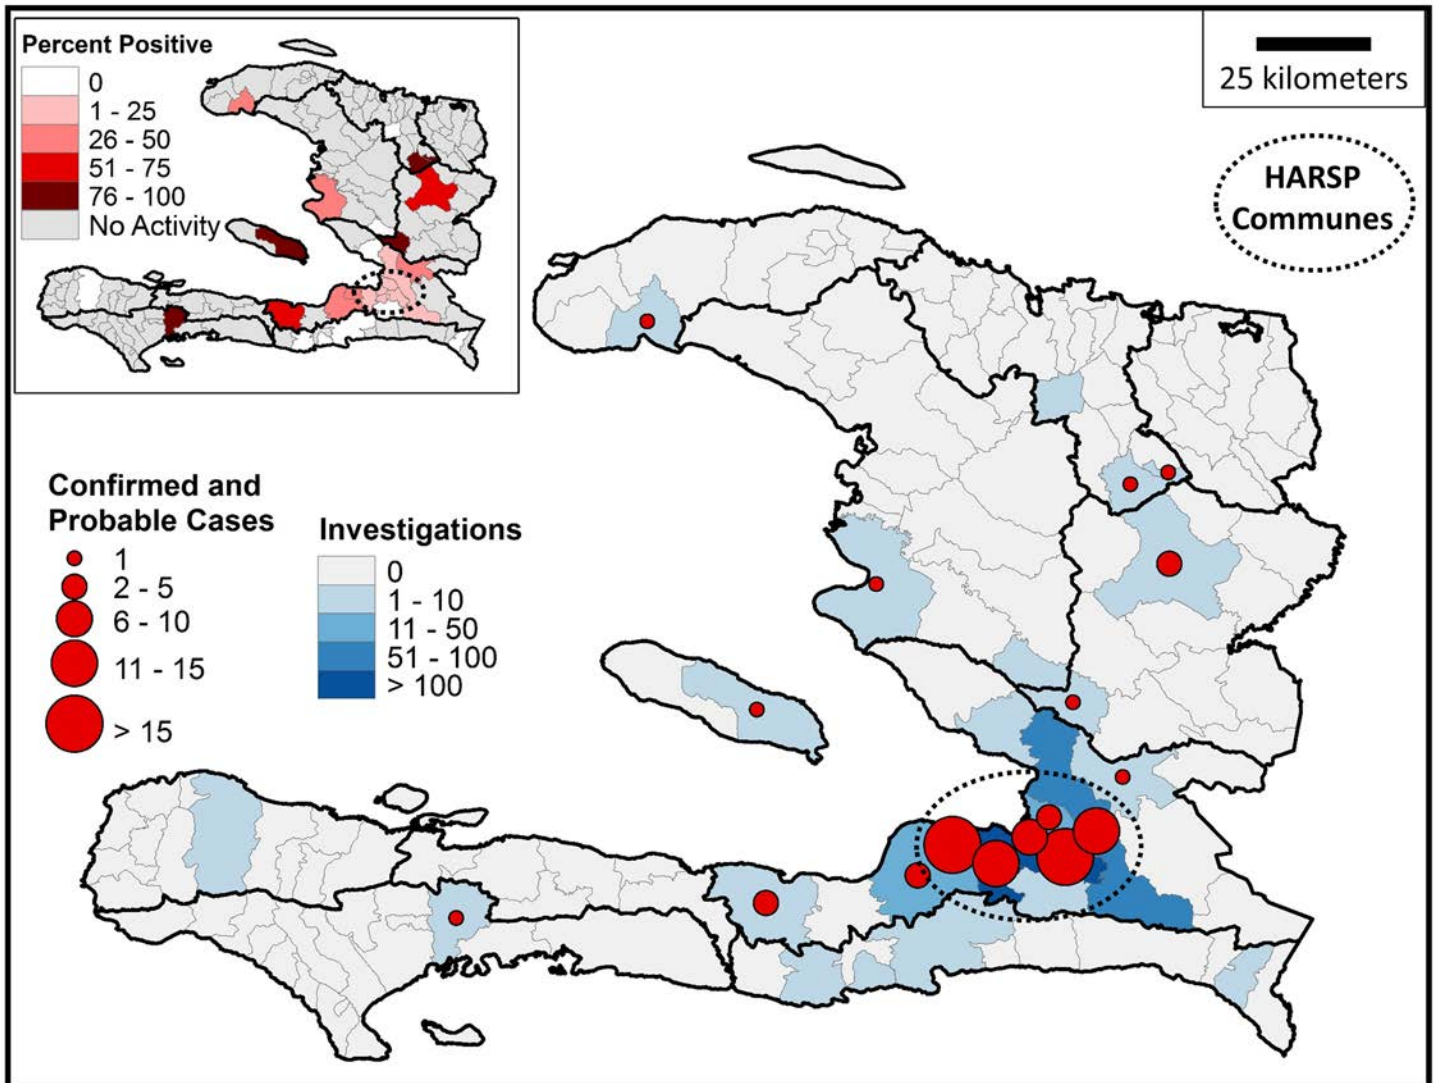 Percent Positive
0
1 - 25
26 - 50
51 - 75
76 - 100
No Activity
25 kilometers
HARSP
Communes
Confirmed and
Probable Cases
1
2 - 5
6 - 10
11 - 15
> 15
Investigations
0
1 - 10
11 - 50
51 - 100
> 100